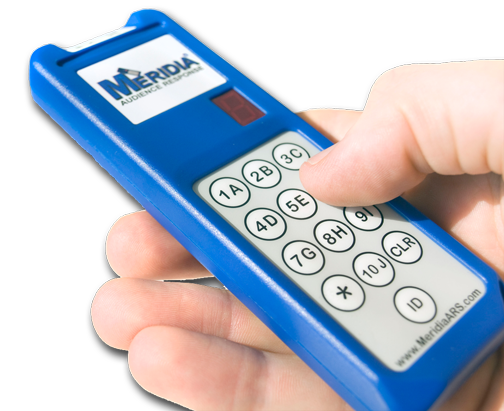 MERIDIA
AUDIENCE RESPONSE
1A 2B 3C
4D 5E
7G 8H 9I
* 10J CLR
ID
www.MeridiaARS.com